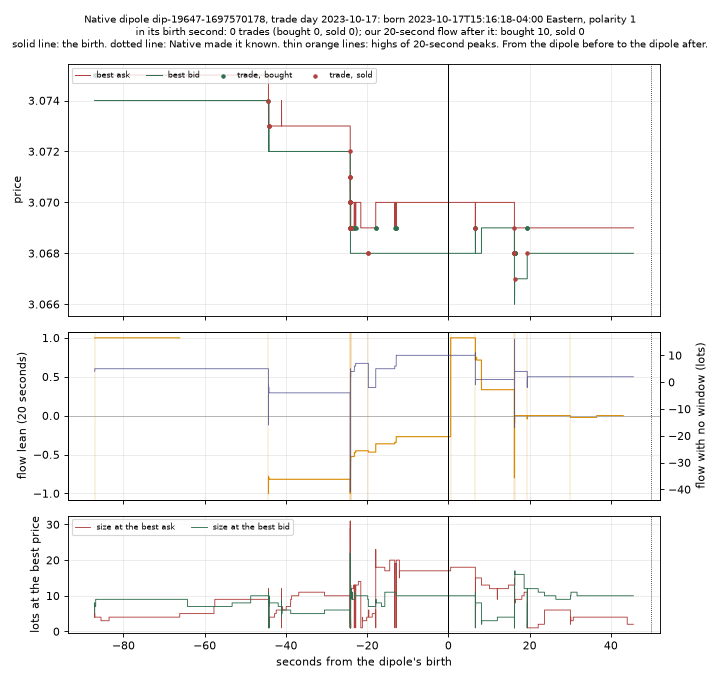 Native dipole dip-19647-1697570178, trade day 2023-10-17: born 2023-10-17T15:16:18-04:00 Eastern, polarity 1
in its birth second: 0 trades (bought 0, sold 0); our 20-second flow after it: bought 10, sold 0
solid line: the birth. dotted line: Native made it known. thin orange lines: highs of 20-second peaks. From the dipole before to the dipole after.
best ask best bid trade, bought trade, sold
3.074
3.072
3.070
3.068
3.066
price
1.0
0.5
0.0
−0.5
−1.0
flow lean (20 seconds)
10
0
−10
−20
−30
−40
flow with no window (lots)
size at the best ask size at the best bid
30
20
10
0
lots at the best price
−80 −60 −40 −20 0 20 40
seconds from the dipole's birth